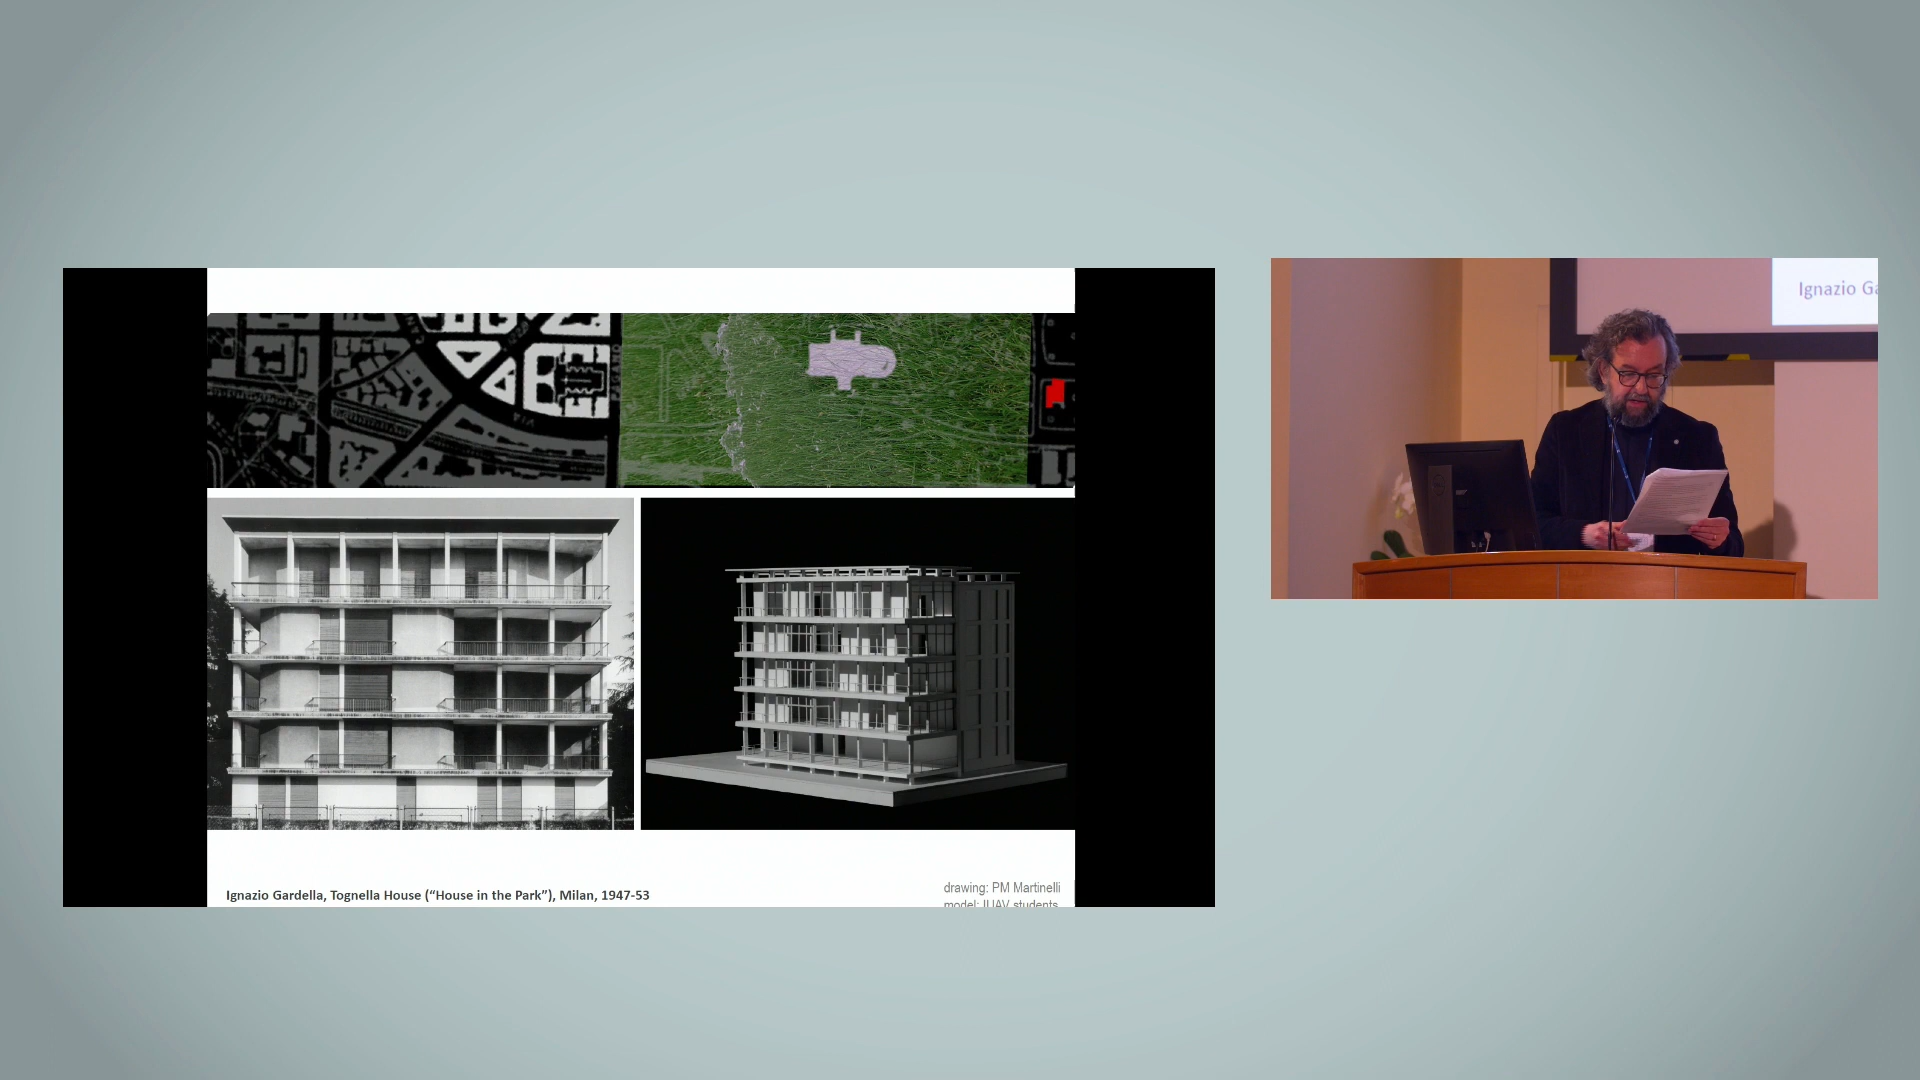 Ignazio Ga
Ignazio Gardella, Tognella House (“House in the Park”), Milan, 1947-53
drawing: PM Martinelli
model: IUAV students